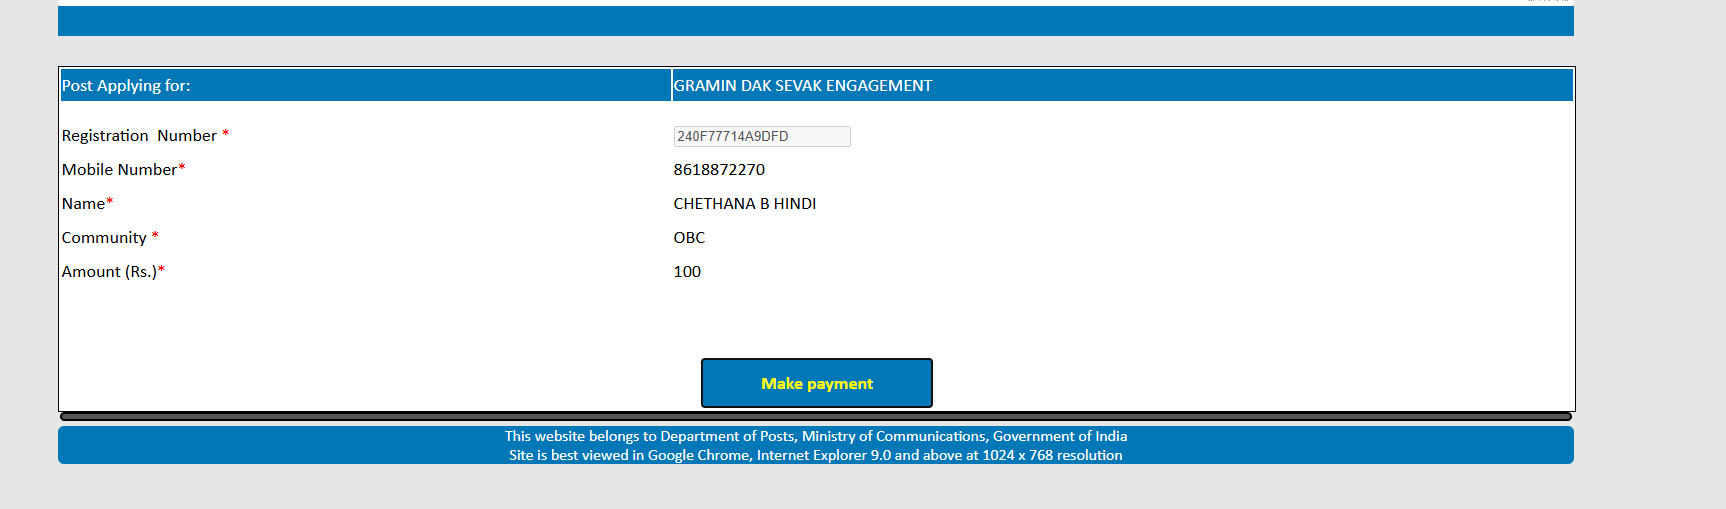 Post Applying for: GRAMIN DAK SEVAK ENGAGEMENT
Registration Number * 240F77714A9DFD
Mobile Number* 8618872270
Name* CHETHANA B HINDI
Community * OBC
Amount (Rs.)* 100
Make payment
This website belongs to Department of Posts, Ministry of Communications, Government of India
Site is best viewed in Google Chrome, Internet Explorer 9.0 and above at 1024 x 768 resolution